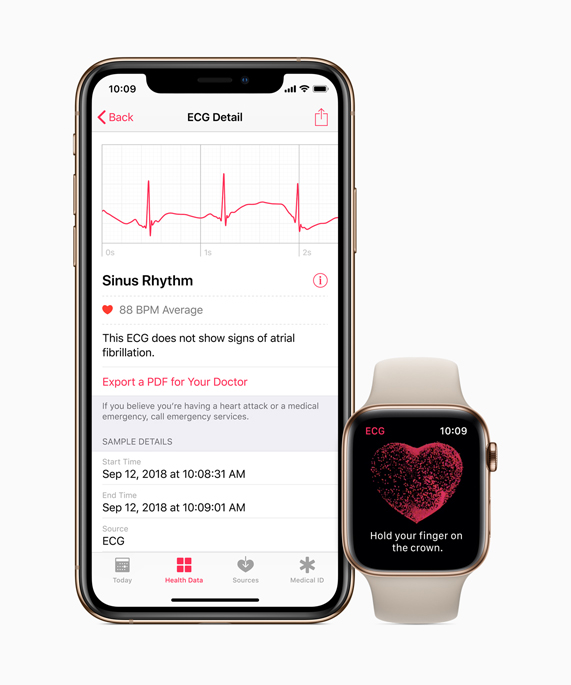 10:09
Back
ECG Detail
0s
1s
2s
Sinus Rhythm
88 BPM Average
This ECG does not show signs of atrial
fibrillation.
Export a PDF for Your Doctor
If you believe you're having a heart attack or a medical
emergency, call emergency services.
SAMPLE DETAILS
Start Time
Sep 12, 2018 at 10:08:31 AM
End Time
Sep 12, 2018 at 10:09:01 AM
Source
ECG
Today
Health Data
Sources
Medical ID
ECG
10:09
Hold your finger on
the crown.